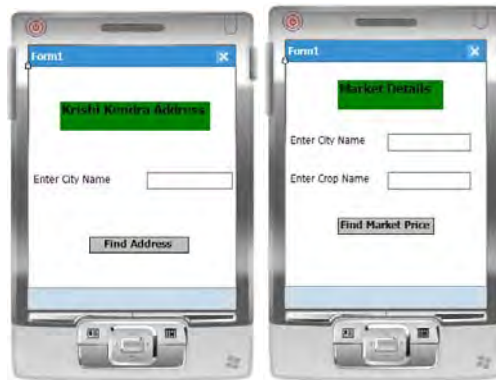 Form1
Krishi Kendra Address
Enter City Name
Find Address
Form1
Market Details
Enter City Name
Enter Crop Name
Find Market Price